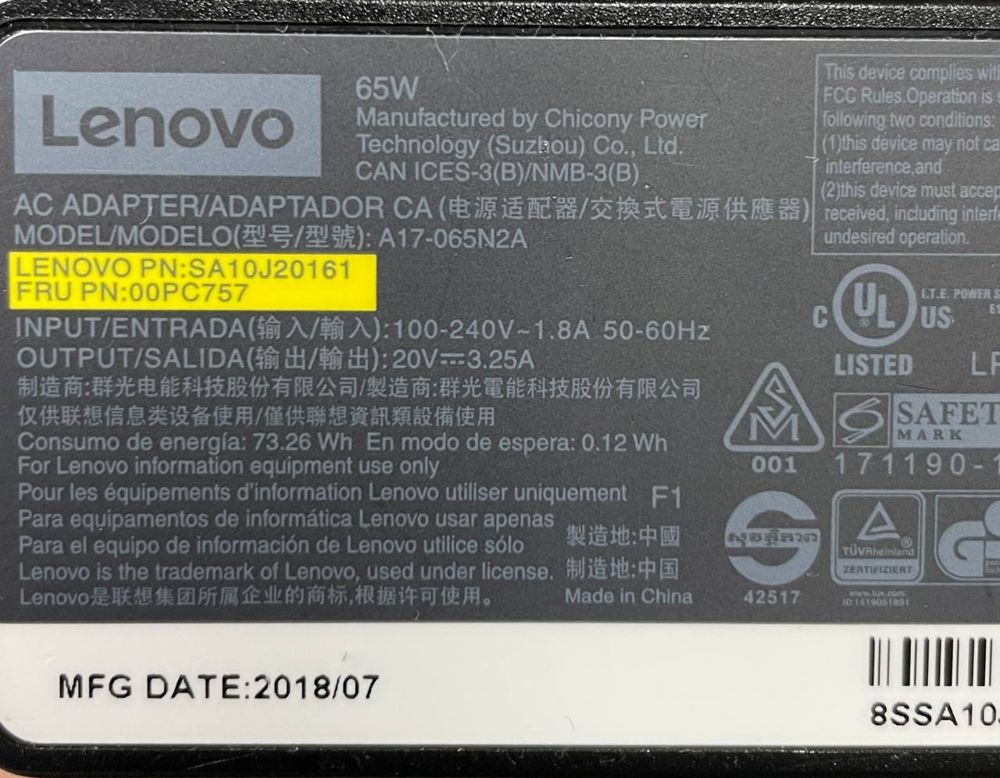 Lenovo
65W
Manufactured by Chicony Power
Technology (Suzhou) Co., Ltd.
CAN ICES-3(B)/NMB-3(B)
AC ADAPTER/ADAPTADOR CA (电源适配器/交換式電源供應器)
MODEL/MODELO(型号/型號): A17-065N2A
LENOVO PN:SA10J20161
FRU PN:00PC757
INPUT/ENTRADA(输入/輸入):100-240V~1.8A 50-60Hz
OUTPUT/SALIDA(输出/輸出):20V⎓3.25A
制造商:群光电能科技股份有限公司/製造商:群光電能科技股份有限公司
仅供联想信息类设备使用/僅供聯想資訊類設備使用
Consumo de energía: 73.26 Wh En modo de espera: 0.12 Wh
For Lenovo information equipment use only
Pour les équipements d'information Lenovo utiliser uniquement F1
Para equipamentos de informática Lenovo usar apenas
Para el equipo de información de Lenovo utilice sólo
Lenovo is the trademark of Lenovo, used under license.
Lenovo是联想集团所属企业的商标,根据许可使用。
製造地:中國
制造地:中国
Made in China
This device complies with
FCC Rules.Operation is
following two conditions:
(1)this device may not
interference,and
(2)this device must
received, including
undesired operation.
C UL US
I.T.E. POWER
LISTED
SM
001
SAFET
MARK
171190-
42517
TÜVRheinland
ZERTIFIZIERT
www.tuv.com
ID:1419051891
MFG DATE:2018/07
8SSA10